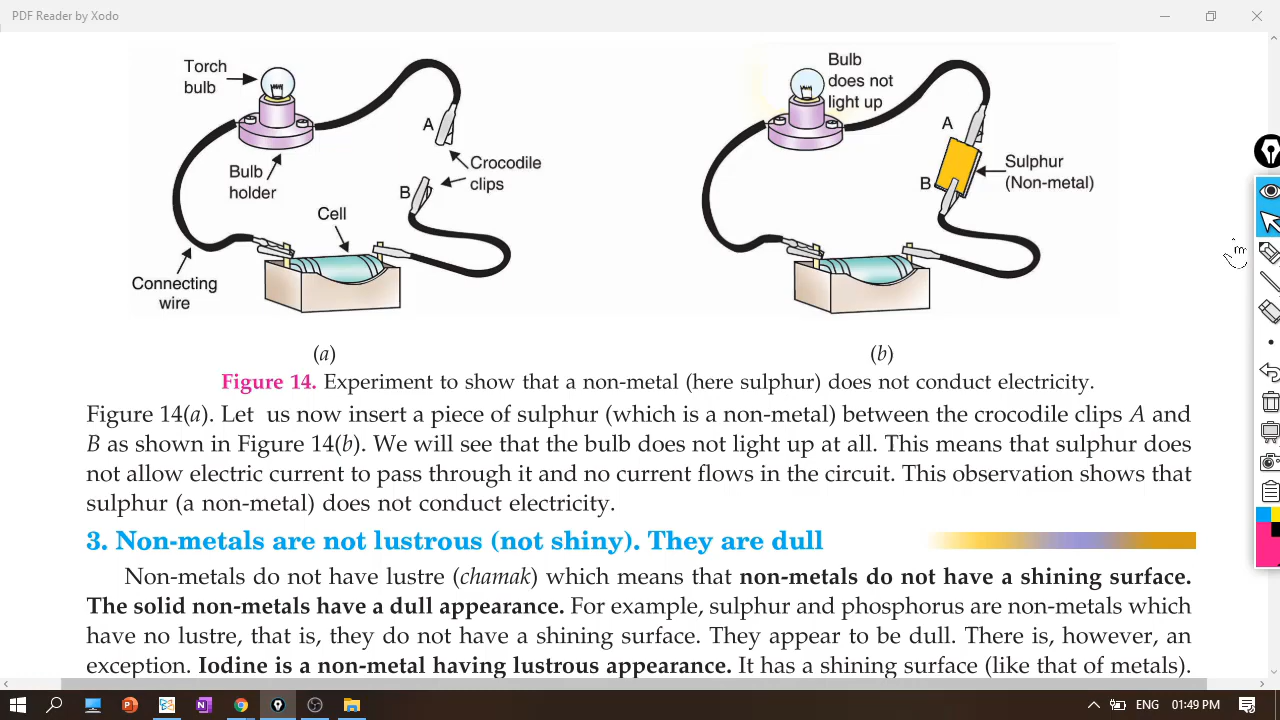 PDF Reader by Xodo
Torch
bulb
A
Crocodile
clips
Bulb
holder
B
Cell
Connecting
wire
(a)
Bulb
does not
light up
A
Sulphur
(Non-metal)
B
(b)
Figure 14. Experiment to show that a non-metal (here sulphur) does not conduct electricity.
Figure 14(a). Let us now insert a piece of sulphur (which is a non-metal) between the crocodile clips A and
B as shown in Figure 14(b). We will see that the bulb does not light up at all. This means that sulphur does
not allow electric current to pass through it and no current flows in the circuit. This observation shows that
sulphur (a non-metal) does not conduct electricity.
3. Non-metals are not lustrous (not shiny). They are dull
Non-metals do not have lustre (chamak) which means that non-metals do not have a shining surface.
The solid non-metals have a dull appearance. For example, sulphur and phosphorus are non-metals which
have no lustre, that is, they do not have a shining surface. They appear to be dull. There is, however, an
exception. Iodine is a non-metal having lustrous appearance. It has a shining surface (like that of metals).
ENG
01:49 PM